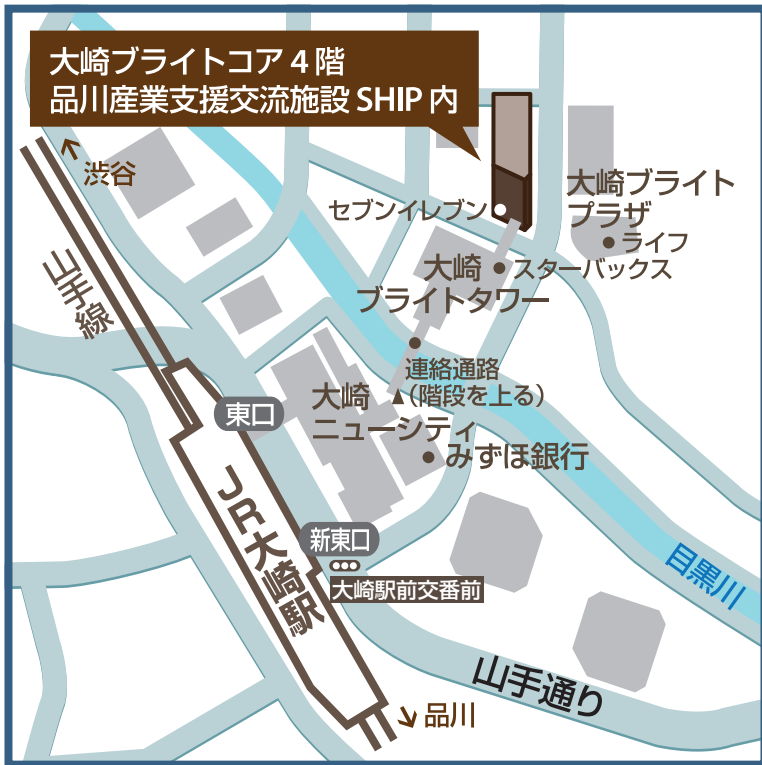 大崎ブライトコア4階
品川産業支援交流施設 SHIP 内
渋谷
山手線
セブンイレブン
大崎ブライト
プラザ
ライフ
大崎
ブライトタワー
スターバックス
連絡通路
(階段を上る)
大崎
ニューシティ
みずほ銀行
東口
JR大崎駅
新東口
大崎駅前交番前
目黒川
山手通り
品川